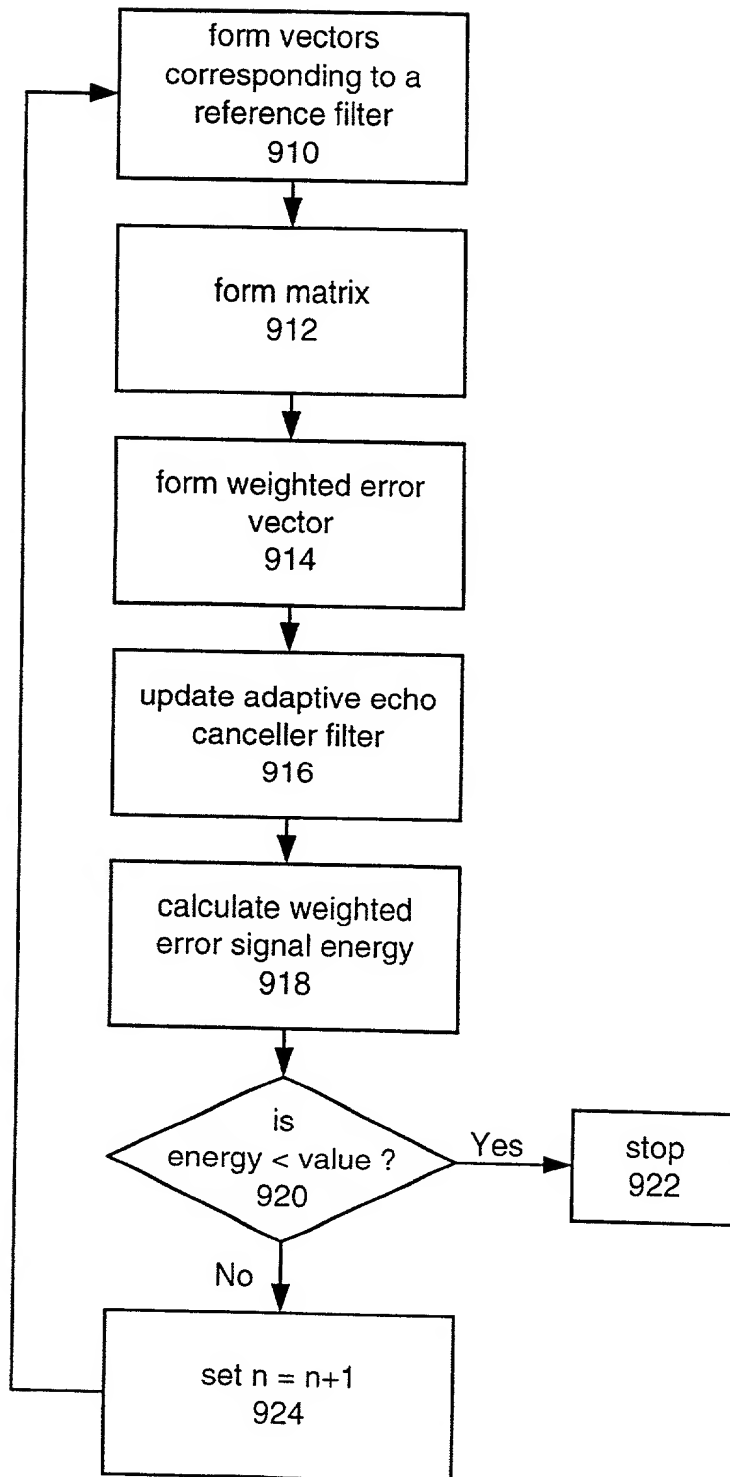 form vectors
corresponding to a
reference filter
910
form matrix
912
form weighted error
vector
914
update adaptive echo
canceller filter
916
calculate weighted
error signal energy
918
is
energy < value ?
920
Yes
stop
922
No
set n = n+1
924